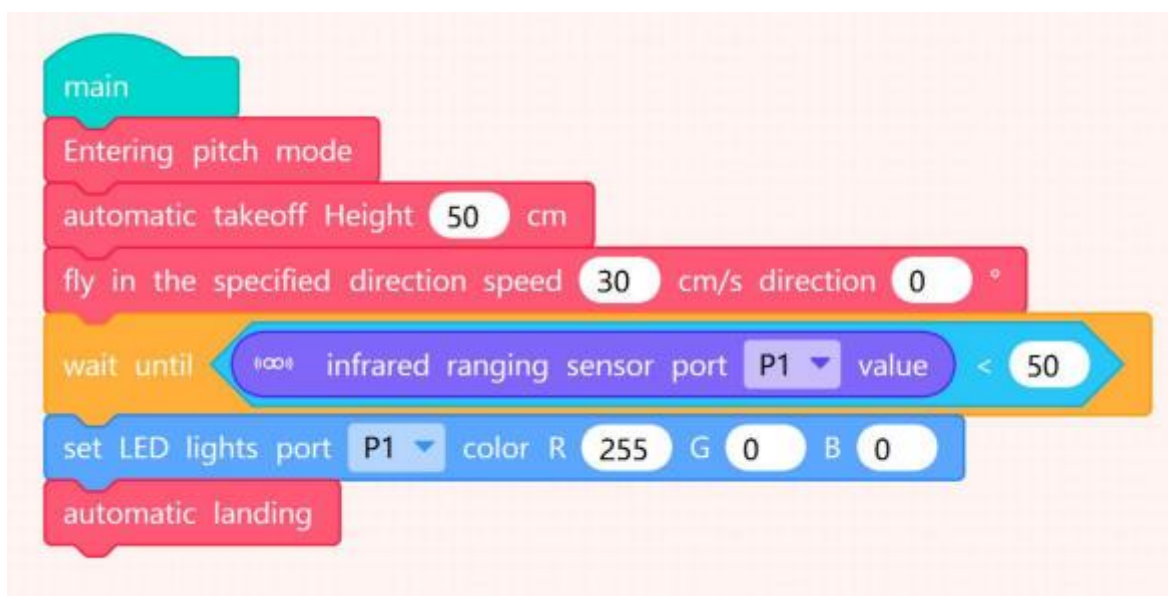 main
Entering pitch mode
automatic takeoff Height 50 cm
fly in the specified direction speed 30 cm/s direction 0 °
wait until infrared ranging sensor port P1 value < 50
set LED lights port P1 color R 255 G 0 B 0
automatic landing